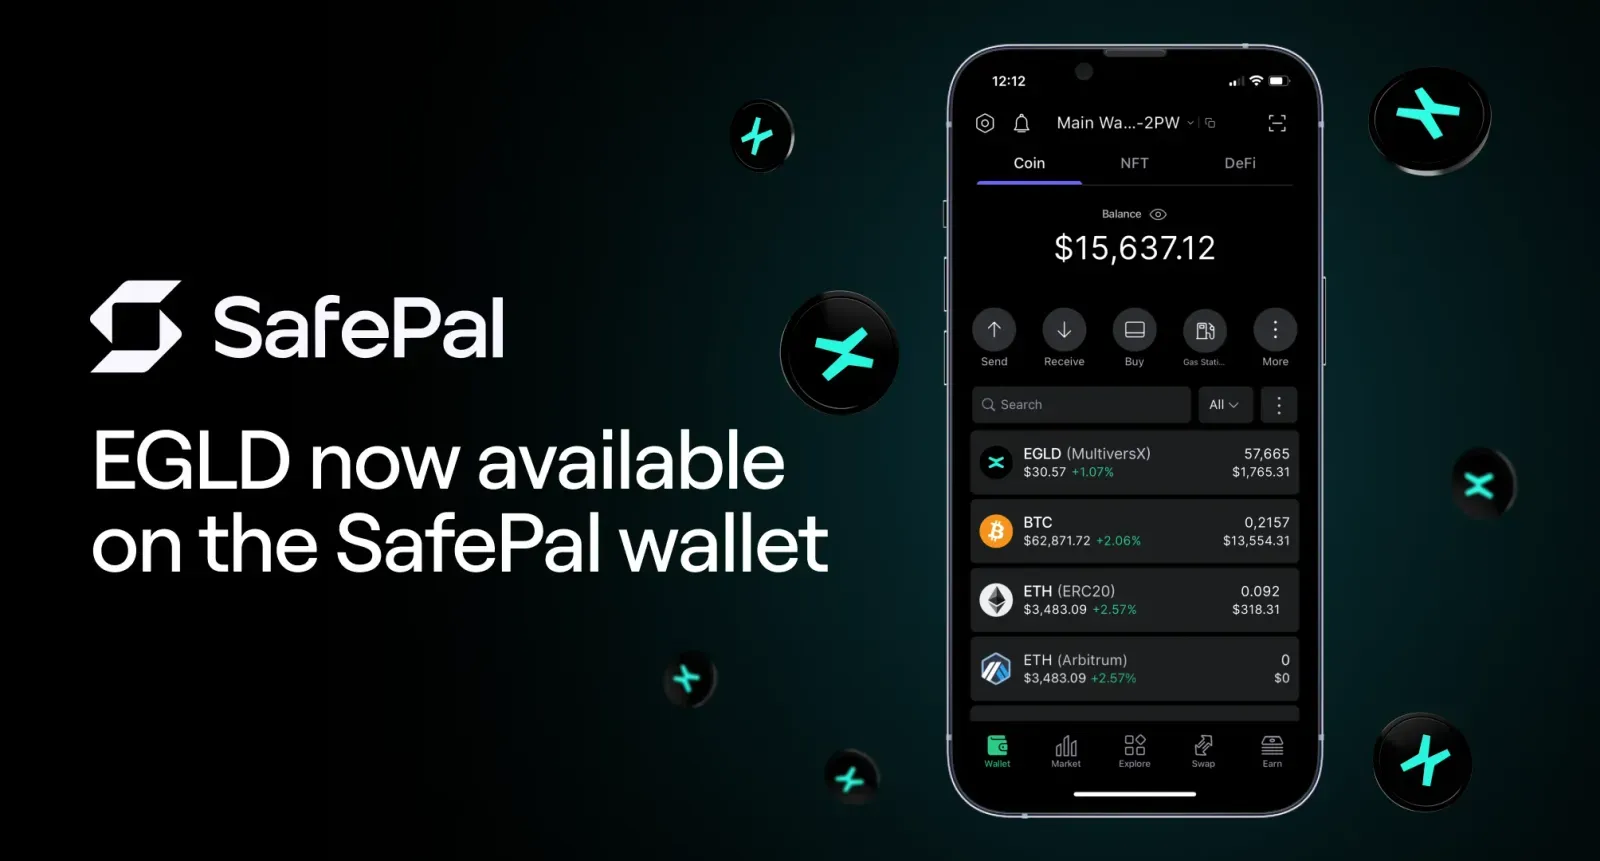 SafePal
EGLD now available
on the SafePal wallet
12:12
Main Wa...-2PW
Coin NFT DeFi
Balance
$15,637.12
Send Receive Buy Gas Stati... More
Search All
EGLD (MultiversX) 57,665
$30.57 +1.07% $1,765.31
BTC 0,2157
$62,871.72 +2.06% $13,554.31
ETH (ERC20) 0.092
$3,483.09 +2.57% $318.31
ETH (Arbitrum) 0
$3,483.09 +2.57% $0
Wallet Market Explore Swap Earn